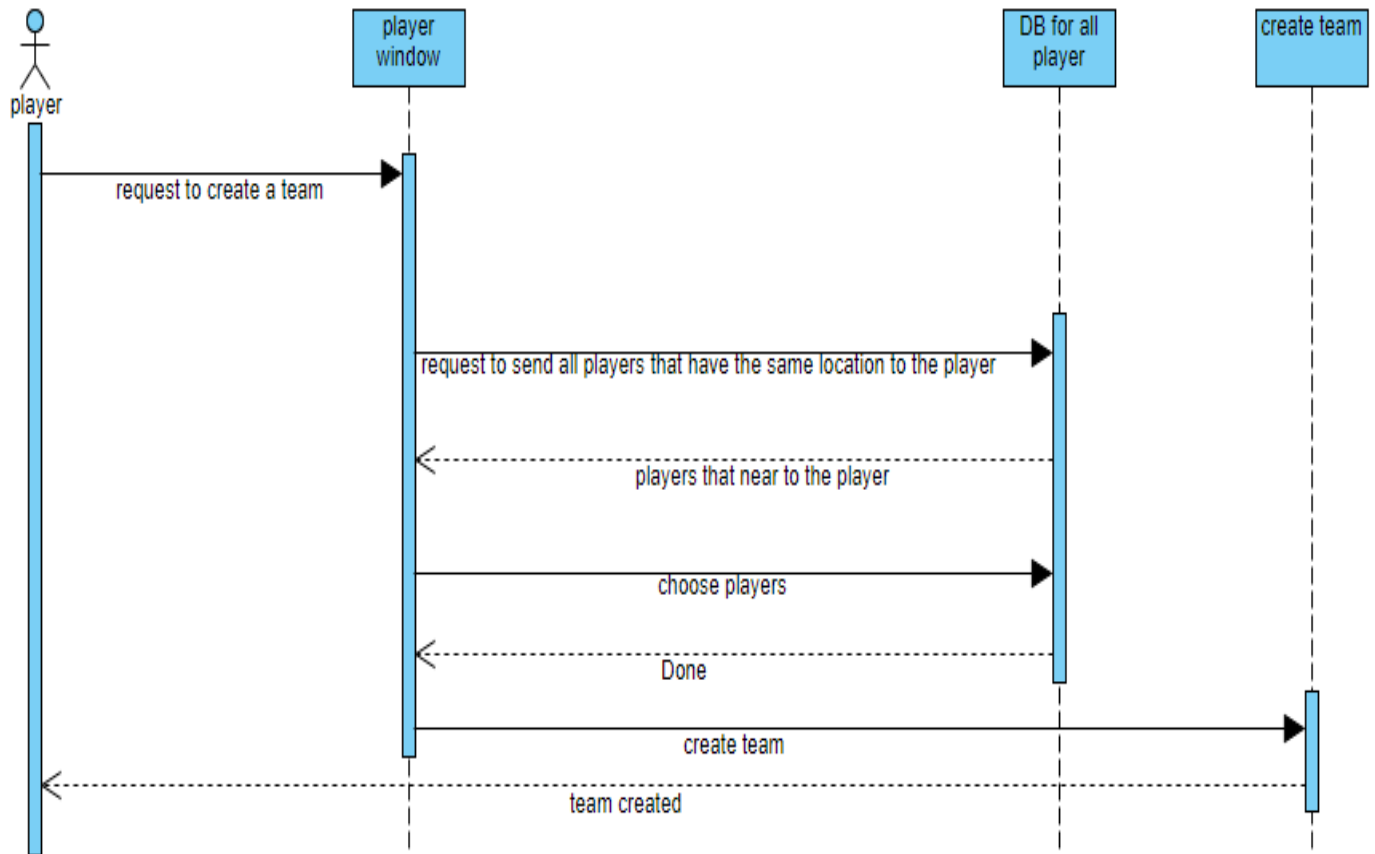 player
window
DB for all
player
create team
player
request to create a team
request to send all players that have the same location to the player
players that near to the player
choose players
Done
create team
team created